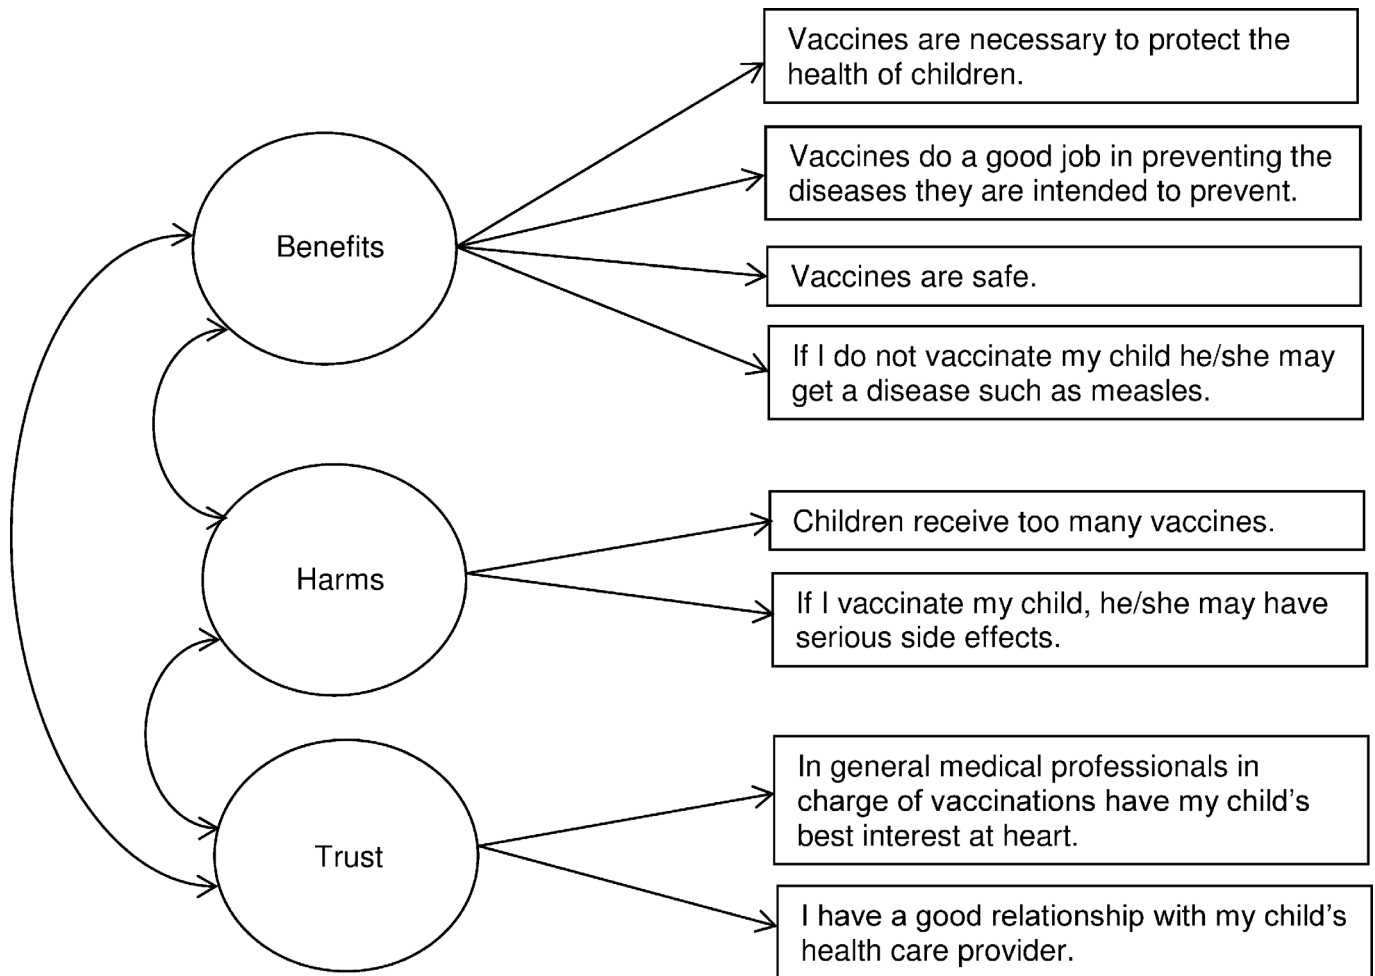 Vaccines are necessary to protect the
health of children.
Vaccines do a good job in preventing the
diseases they are intended to prevent.
Benefits
Vaccines are safe.
If I do not vaccinate my child he/she may
get a disease such as measles.
Children receive too many vaccines.
Harms
If I vaccinate my child, he/she may have
serious side effects.
In general medical professionals in
charge of vaccinations have my child’s
best interest at heart.
Trust
I have a good relationship with my child’s
health care provider.